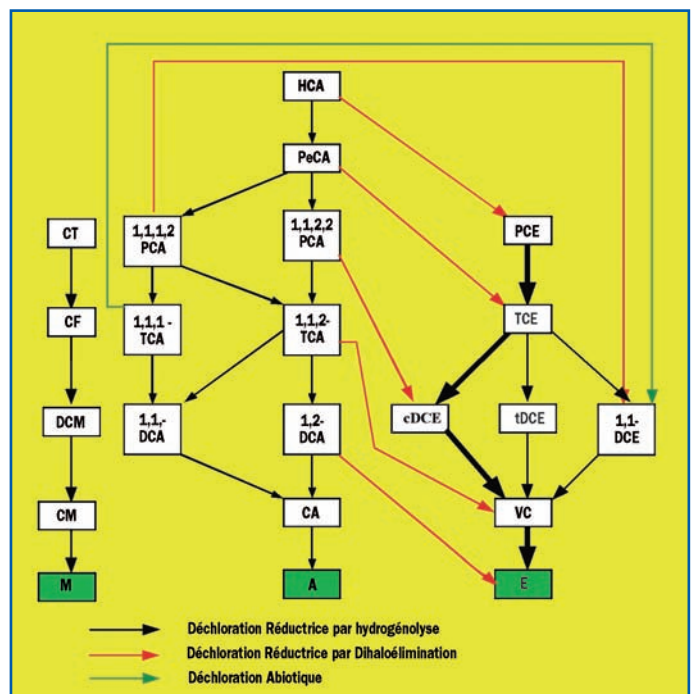 HCA
PeCA
CT
1,1,1,2
PCA
1,1,2,2
PCA
PCE
CF
1,1,1 -
TCA
1,1,2-
TCA
TCE
DCM
1,1,-
DCA
1,2-
DCA
cDCE
tDCE
1,1-
DCE
CM
CA
VC
M
A
E
Déchloration Réductrice par hydrogénolyse
Déchloration Réductrice par Dihaloélimination
Déchloration Abiotique